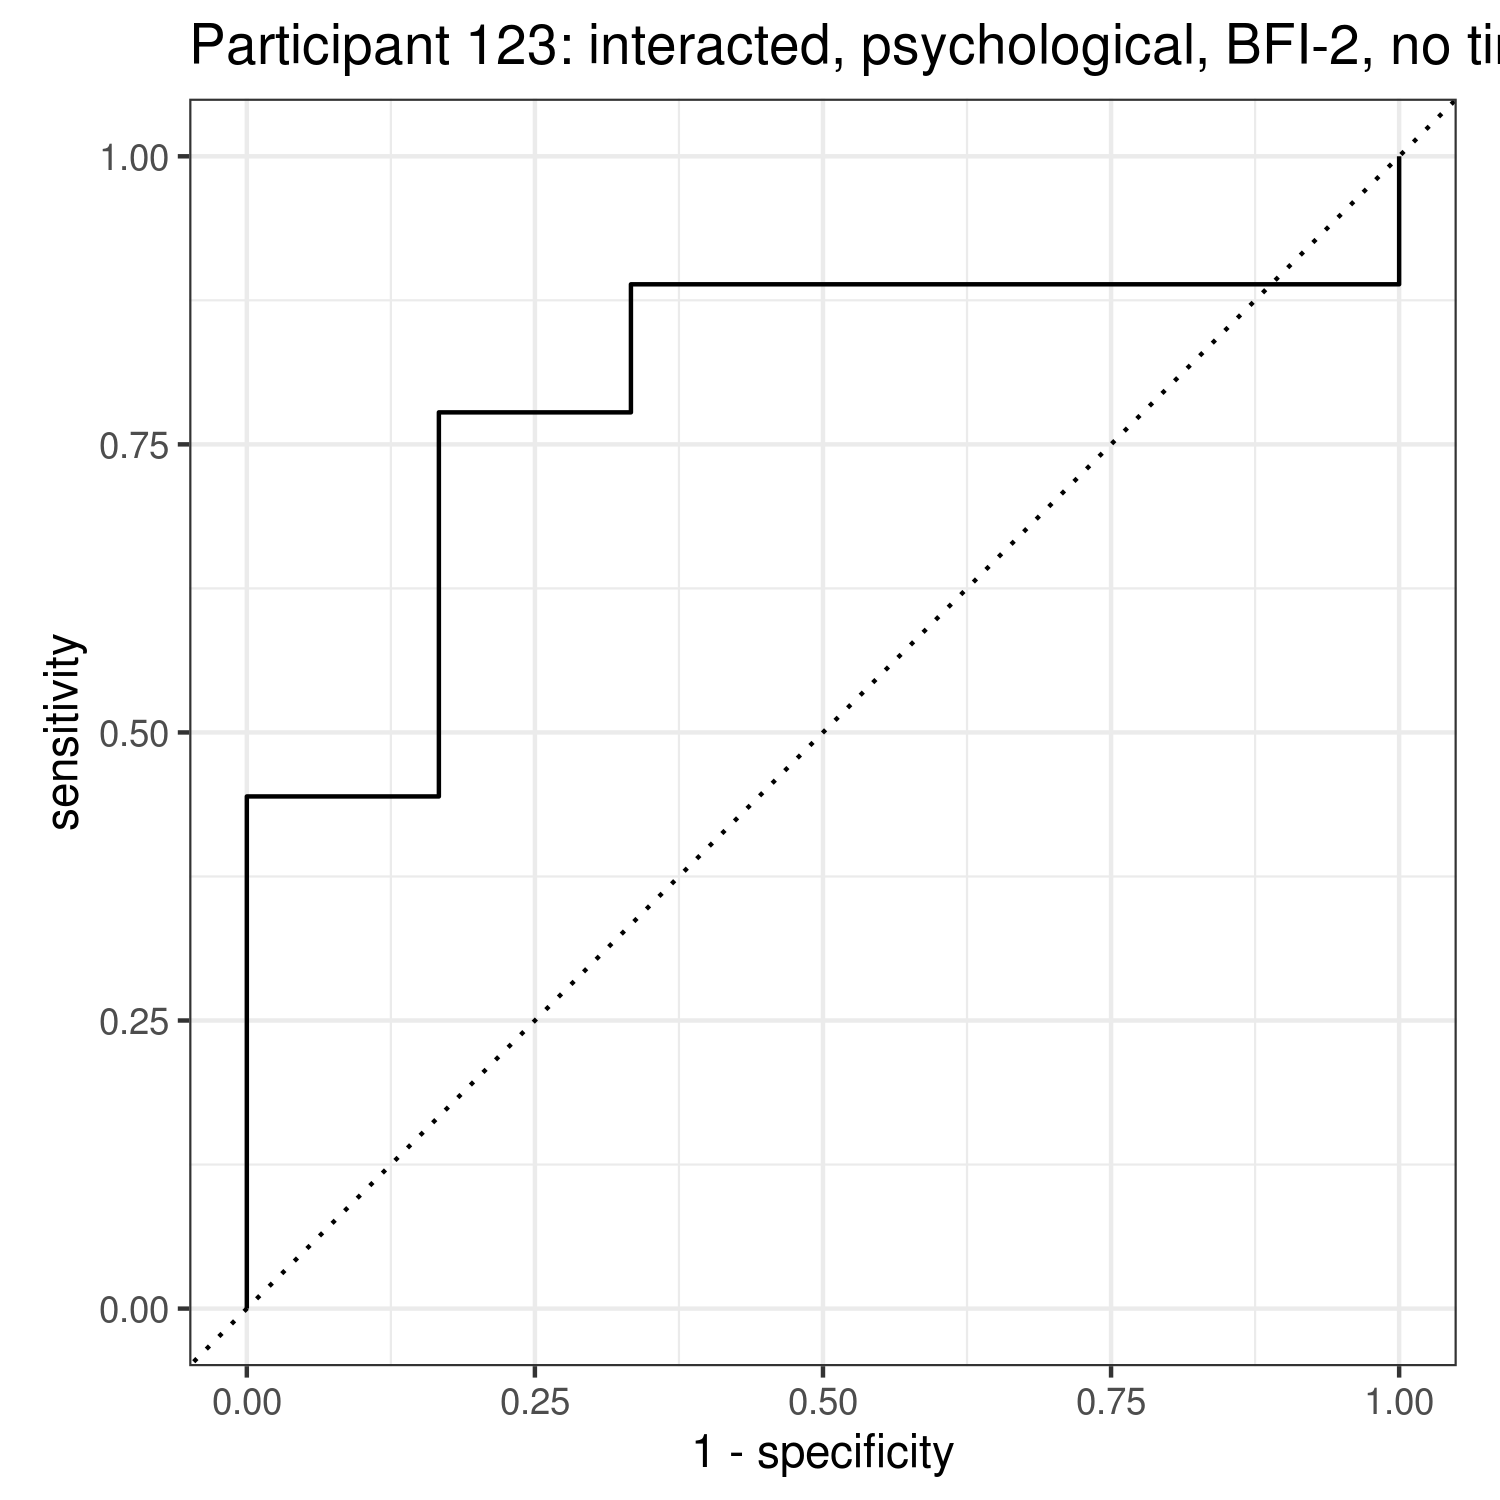 Participant 123: interacted, psychological, BFI-2, no
1.00
0.75
0.50
0.25
0.00
sensitivity
0.00 0.25 0.50 0.75 1.00
1 - specificity